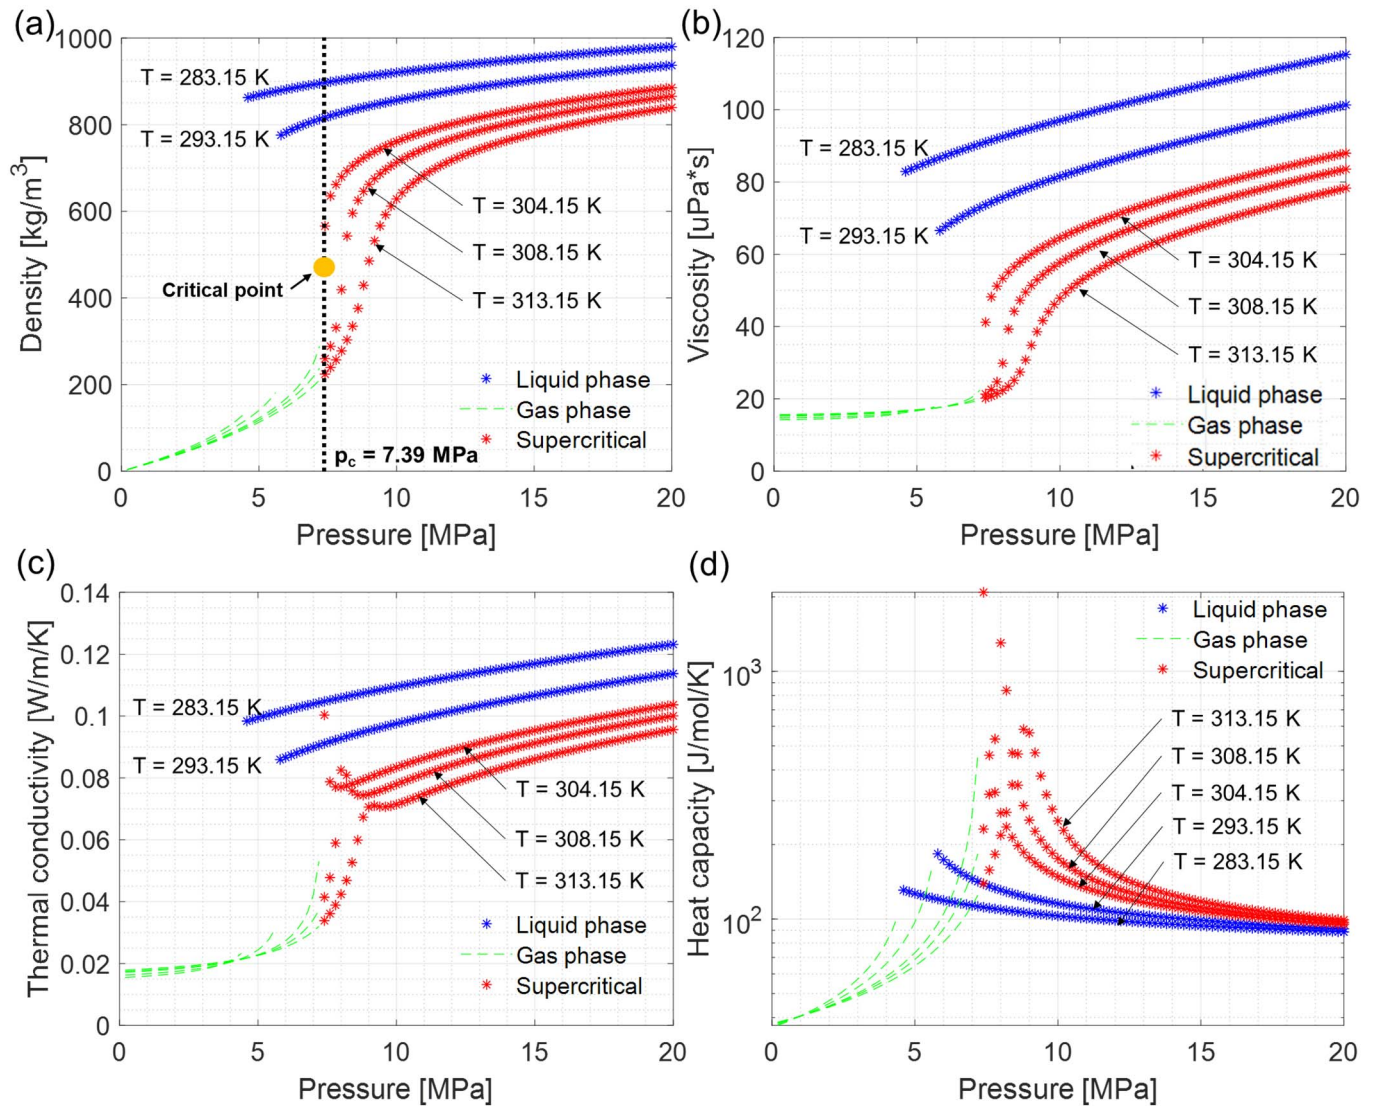 (a)
1000
800
600
400
200
0
Density [kg/m³]
T = 283.15 K
T = 293.15 K
T = 304.15 K
T = 308.15 K
T = 313.15 K
Critical point
Liquid phase
Gas phase
Supercritical
p_c = 7.39 MPa
0 5 10 15 20
Pressure [MPa]
(b)
120
100
80
60
40
20
0
Viscosity [uPa*s]
T = 283.15 K
T = 293.15 K
T = 304.15 K
T = 308.15 K
T = 313.15 K
Liquid phase
Gas phase
Supercritical
0 5 10 15 20
Pressure [MPa]
(c)
0.14
0.12
0.1
0.08
0.06
0.04
0.02
0
Thermal conductivity [W/m/K]
T = 283.15 K
T = 293.15 K
T = 304.15 K
T = 308.15 K
T = 313.15 K
Liquid phase
Gas phase
Supercritical
0 5 10 15 20
Pressure [MPa]
(d)
10³
10²
Heat capacity [J/mol/K]
Liquid phase
Gas phase
Supercritical
T = 313.15 K
T = 308.15 K
T = 304.15 K
T = 293.15 K
T = 283.15 K
0 5 10 15 20
Pressure [MPa]